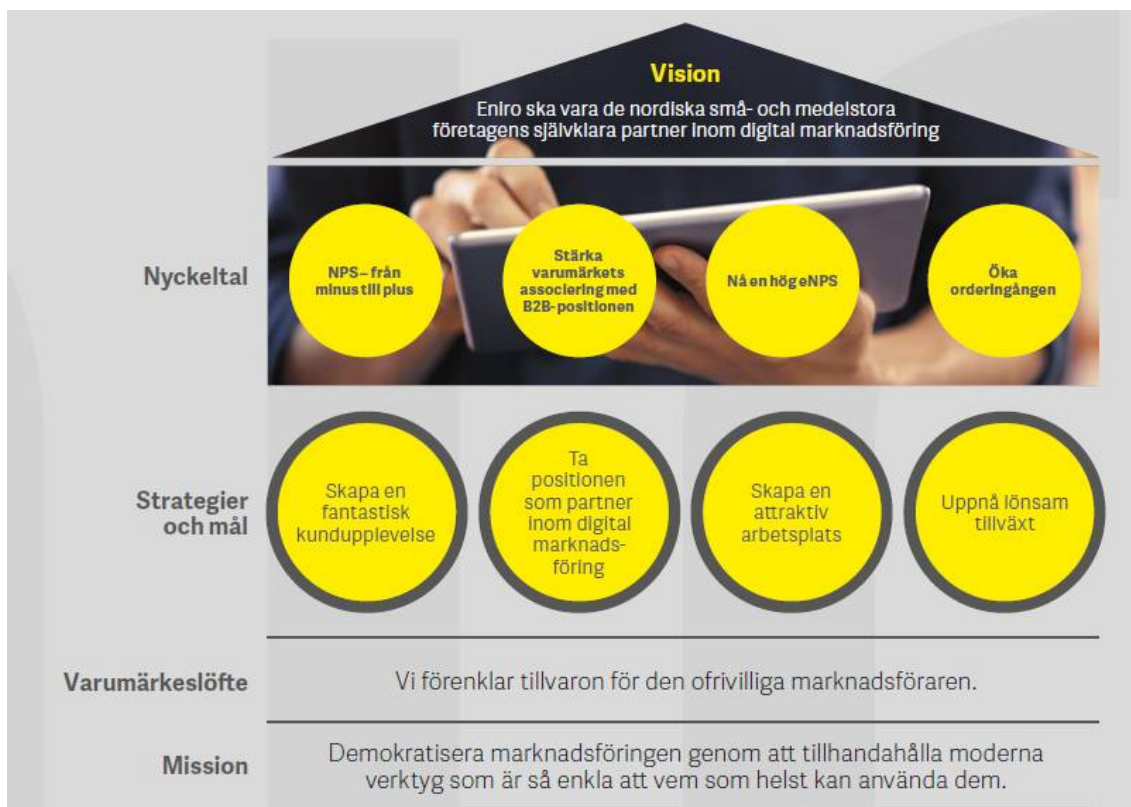 Vision
Eniro ska vara de nordiska små- och medelstora
företagens självklara partner inom digital marknadsföring
Nyckeltal
NPS – från
minus till plus
Stärka
varumärkets
associering med
B2B-positionen
Nå en hög eNPS
Öka
orderingången
Strategier
och mål
Skapa en
fantastisk
kundupplevelse
Ta
positionen
som partner
inom digital
marknads-
föring
Skapa en
attraktiv
arbetsplats
Uppnå lönsam
tillväxt
Varumärkeslöfte
Vi förenklar tillvaron för den ofrivilliga marknadsföraren.
Mission
Demokratisera marknadsföringen genom att tillhandahålla moderna
verktyg som är så enkla att vem som helst kan använda dem.